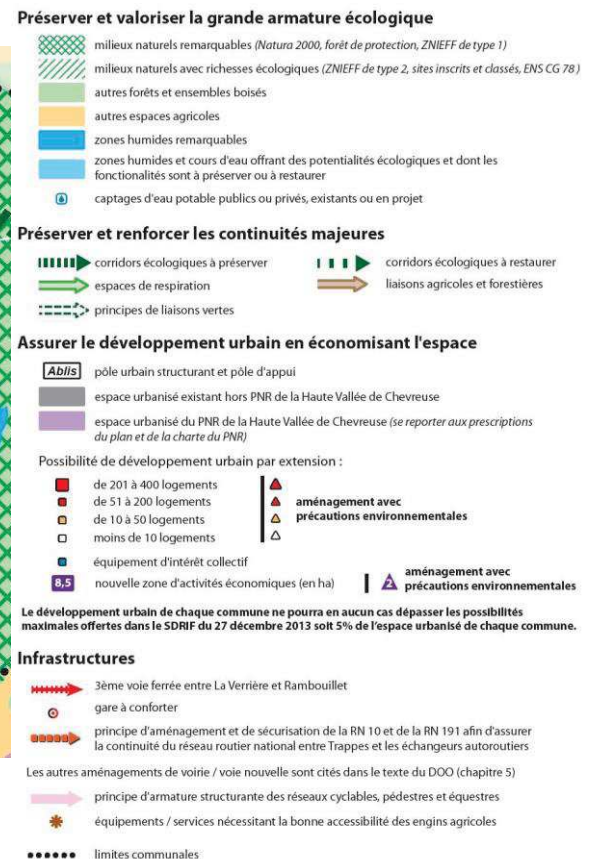 Préserver et valoriser la grande armature écologique
milieux naturels remarquables (Natura 2000, forêt de protection, ZNIEFF de type 1)
milieux naturels avec richesses écologiques (ZNIEFF de type 2, sites inscrits et classés, ENS CG 78 )
autres forêts et ensembles boisés
autres espaces agricoles
zones humides remarquables
zones humides et cours d'eau offrant des potentialités écologiques et dont les
fonctionalités sont à préserver ou à restaurer
captages d'eau potable publics ou privés, existants ou en projet
Préserver et renforcer les continuités majeures
corridors écologiques à préserver
corridors écologiques à restaurer
espaces de respiration
liaisons agricoles et forestières
principes de liaisons vertes
Assurer le développement urbain en économisant l'espace
Ablis pôle urbain structurant et pôle d'appui
espace urbanisé existant hors PNR de la Haute Vallée de Chevreuse
espace urbanisé du PNR de la Haute Vallée de Chevreuse (se reporter aux prescriptions
du plan et de la charte du PNR)
Possibilité de développement urbain par extension :
de 201 à 400 logements
de 51 à 200 logements
de 10 à 50 logements
moins de 10 logements
aménagement avec
précautions environnementales
équipement d'intérêt collectif
8,5 nouvelle zone d'activités économiques (en ha)
2 aménagement avec
précautions environnementales
Le développement urbain de chaque commune ne pourra en aucun cas dépasser les possibilités
maximales offertes dans le SDRIF du 27 décembre 2013 soit 5% de l'espace urbanisé de chaque commune.
Infrastructures
3ème voie ferrée entre La Verrière et Rambouillet
gare à conforter
principe d'aménagement et de sécurisation de la RN 10 et de la RN 191 afin d'assurer
la continuité du réseau routier national entre Trappes et les échangeurs autoroutiers
Les autres aménagements de voirie / voie nouvelle sont cités dans le texte du DOO (chapitre 5)
principe d'armature structurante des réseaux cyclables, pédestres et équestres
équipements / services nécessitant la bonne accessibilité des engins agricoles
limites communales